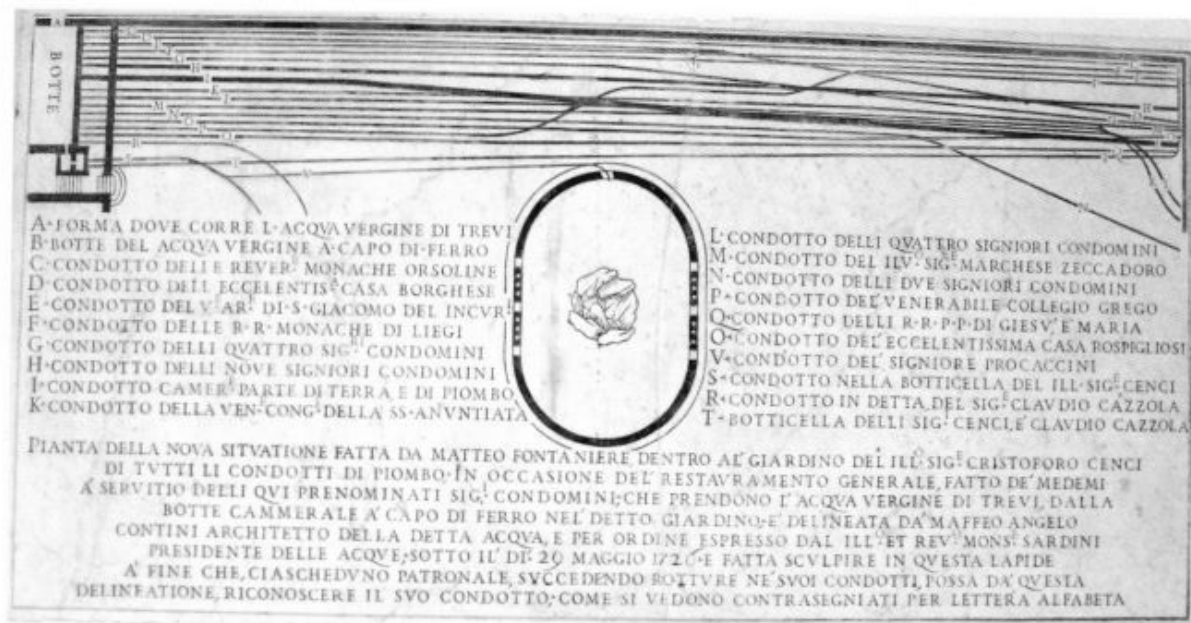 BOTTE
A·FORMA DOVE CORRE L·ACQVA VERGINE DI TREVI
B·BOTTE DEL ACQVA VERGINE A·CAPO DI FERRO
C·CONDOTTO DELLE REVER.E MONACHE ORSOLINE
D·CONDOTTO DELL ECCELENTIS.A CASA BORGHESE
E·CONDOTTO DEL V.E AR.E DI·S·GIACOMO DEL INCVR.I
F·CONDOTTO DELLE R·R·MONACHE DI LIEGI
G·CONDOTTO DELLI QVATTRO SIG.RI CONDOMINI
H·CONDOTTO DELLI NOVE SIGNIORI CONDOMINI
I·CONDOTTO CAMER.E PARTE DI TERRA E DI PIOMBO
K·CONDOTTO DELLA VEN·CONG.E DELLA SS·ANVNTIATA
L·CONDOTTO DELLI QVATTRO SIGNIORI CONDOMINI
M·CONDOTTO DEL ILV.O SIG.RE MARCHESE ZECCADORO
N·CONDOTTO DELLI DVE SIGNIORI CONDOMINI
P·CONDOTTO DEL'VENERABILE COLLEGIO GREGO
Q·CONDOTTO DELLI R·R·P·P·DI GIESV'E MARIA
O·CONDOTTO DEL'ECCELENTISSIMA CASA ROSPIGLIOSI
V·CONDOTTO DEL' SIGNIORE PROCACCINI
S·CONDOTTO NELLA BOTTICELLA DEL ILL·SIG.E CENCI
R·CONDOTTO IN DETTA DEL SIG.E CLAVDIO CAZZOLA
T·BOTTICELLA DELLI SIG.E CENCI, E CLAVDIO CAZZOLA
PIANTA DELLA NOVA SITVATIONE FATTA DA MATTEO FONTANIERE, DENTRO AL'GIARDINO DEL ILL.O SIG.E CRISTOFORO CENCI
DI TVTTI LI CONDOTTI DI PIOMBO·IN OCCASIONE DEL' RESTAVRAMENTO GENERALE, FATTO DE'MEDEMI
A' SERVITIO DELLI QVI PRENOMINATI SIG.I CONDOMINI;CHE PRENDONO L'ACQVA VERGINE DI TREVI, DALLA
BOTTE CAMMERALE A' CAPO DI FERRO NEL'DETTO GIARDINO;E' DELINEATA DA'MAFFEO ANGELO
CONTINI ARCHITETTO DELLA DETTA ACQVA, E PER ORDINE ESPRESSO DAL ILL.O ET REV.O MONS.E SARDINI
PRESIDENTE DELLE ACQVE;SOTTO IL' DI· 29 MAGGIO E FATTA SCVLPIRE IN QVESTA LAPIDE
A' FINE CHE, CIASCHEDVNO PATRONALE, SVCCEDENDO ROTTVRE NE'SVOI CONDOTTI, POSSA DA'QVESTA
DELINEATIONE, RICONOSCERE IL SVO CONDOTTO,·COME SI VEDONO CONTRASEGNIATI PER LETTERA ALFABETA